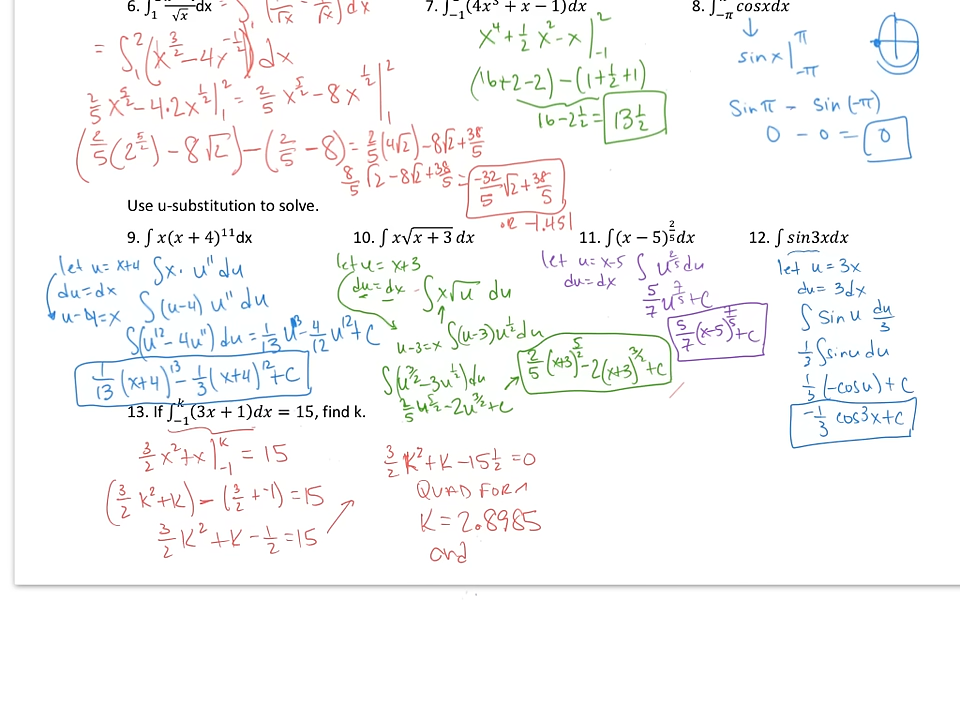 6. ∫₁ /√x dx = ∫ ( /√x - /√x) dx
= ∫₁² (x^{3/2} - 4x^{-1/2}) dx
2/5 x^{5/2} - 4·2x^{1/2} |₁² = 2/5 x^{5/2} - 8x^{1/2} |₁²
(2/5(2^{5/2}) - 8√2) - (2/5 - 8) = 2/5(4√2) - 8√2 + 38/5
8/5 √2 - 8√2 + 38/5 = -32/5 √2 + 38/5
or -1.451
7. ∫₋₁ (4x³ + x - 1)dx
x⁴ + 1/2 x² - x |₋₁²
(16+2-2) - (1+1/2+1)
16 - 2 1/2 = 13 1/2
8. ∫_{-π} cosxdx
↓
sin x |_{-π}^{π}
Sin π - sin(-π)
0 - 0 = 0
Use u-substitution to solve.
9. ∫ x(x + 4)¹¹dx
let u = x+4 ∫x· u¹¹ du
du = dx
u-4 = x ∫(u-4) u¹¹ du
∫(u¹² - 4u¹¹) du = 1/13 u¹³ - 4/12 u¹² + C
1/13 (x+4)¹³ - 1/3 (x+4)¹² + C
10. ∫ x√(x + 3) dx
let u = x+3
du = dx ∫x√u du
u-3=x ∫(u-3)u^{1/2} du
∫(u^{3/2} - 3u^{1/2}) du
2/5 u^{5/2} - 2u^{3/2} + C
2/5 (x+3)^{5/2} - 2(x+3)^{3/2} + C
11. ∫(x - 5)^{2/5} dx
let u = x-5 ∫ u^{2/5} du
du = dx
5/7 u^{7/5} + C
5/7 (x-5)^{7/5} + C
12. ∫ sin3xdx
let u = 3x
du = 3dx
∫ Sin u du/3
1/3 ∫sinu du
1/3 (-cosu) + C
-1/3 cos3x + C
13. If ∫₋₁ᵏ(3x + 1)dx = 15, find k.
3/2 x² + x |₋₁ᵏ = 15
(3/2 k² + k) - (3/2 + -1) = 15
3/2 k² + k - 1/2 = 15
3/2 k² + k - 15 1/2 = 0
QUAD FORM
K = 2.8985
and